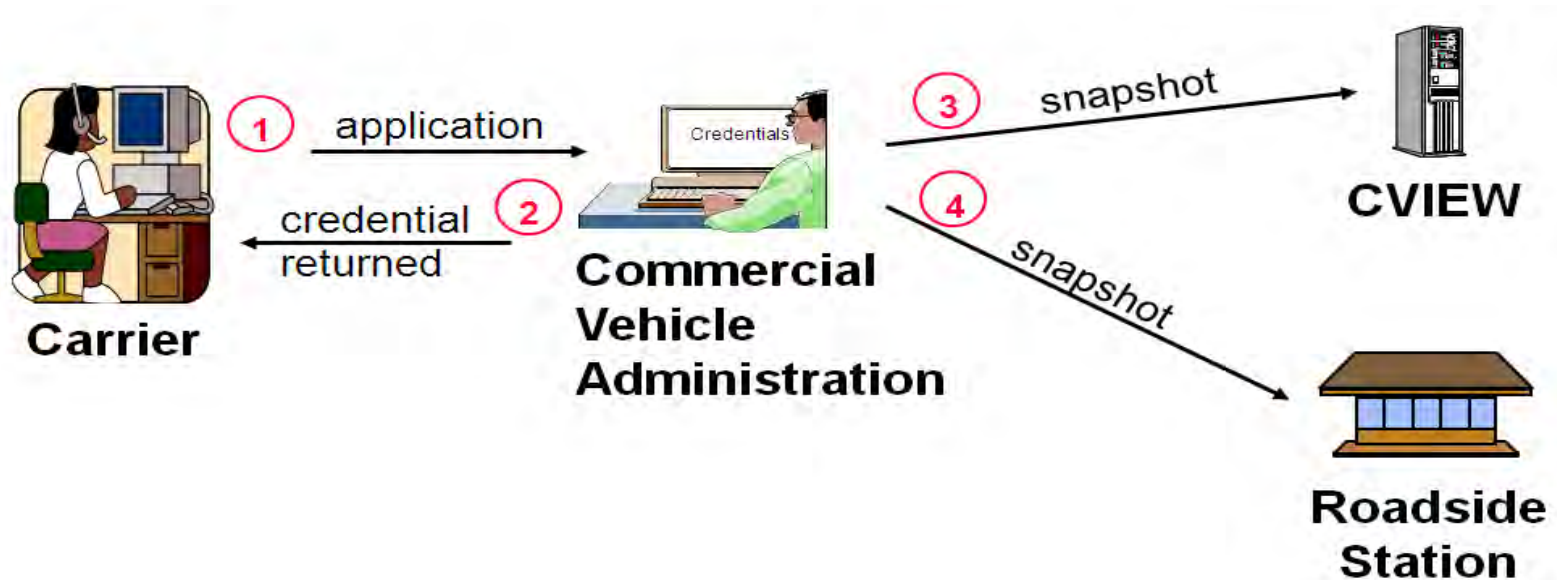 1
application
2
credential
returned
Carrier
Credentials
Commercial
Vehicle
Administration
3
snapshot
4
snapshot
CVIEW
Roadside
Station